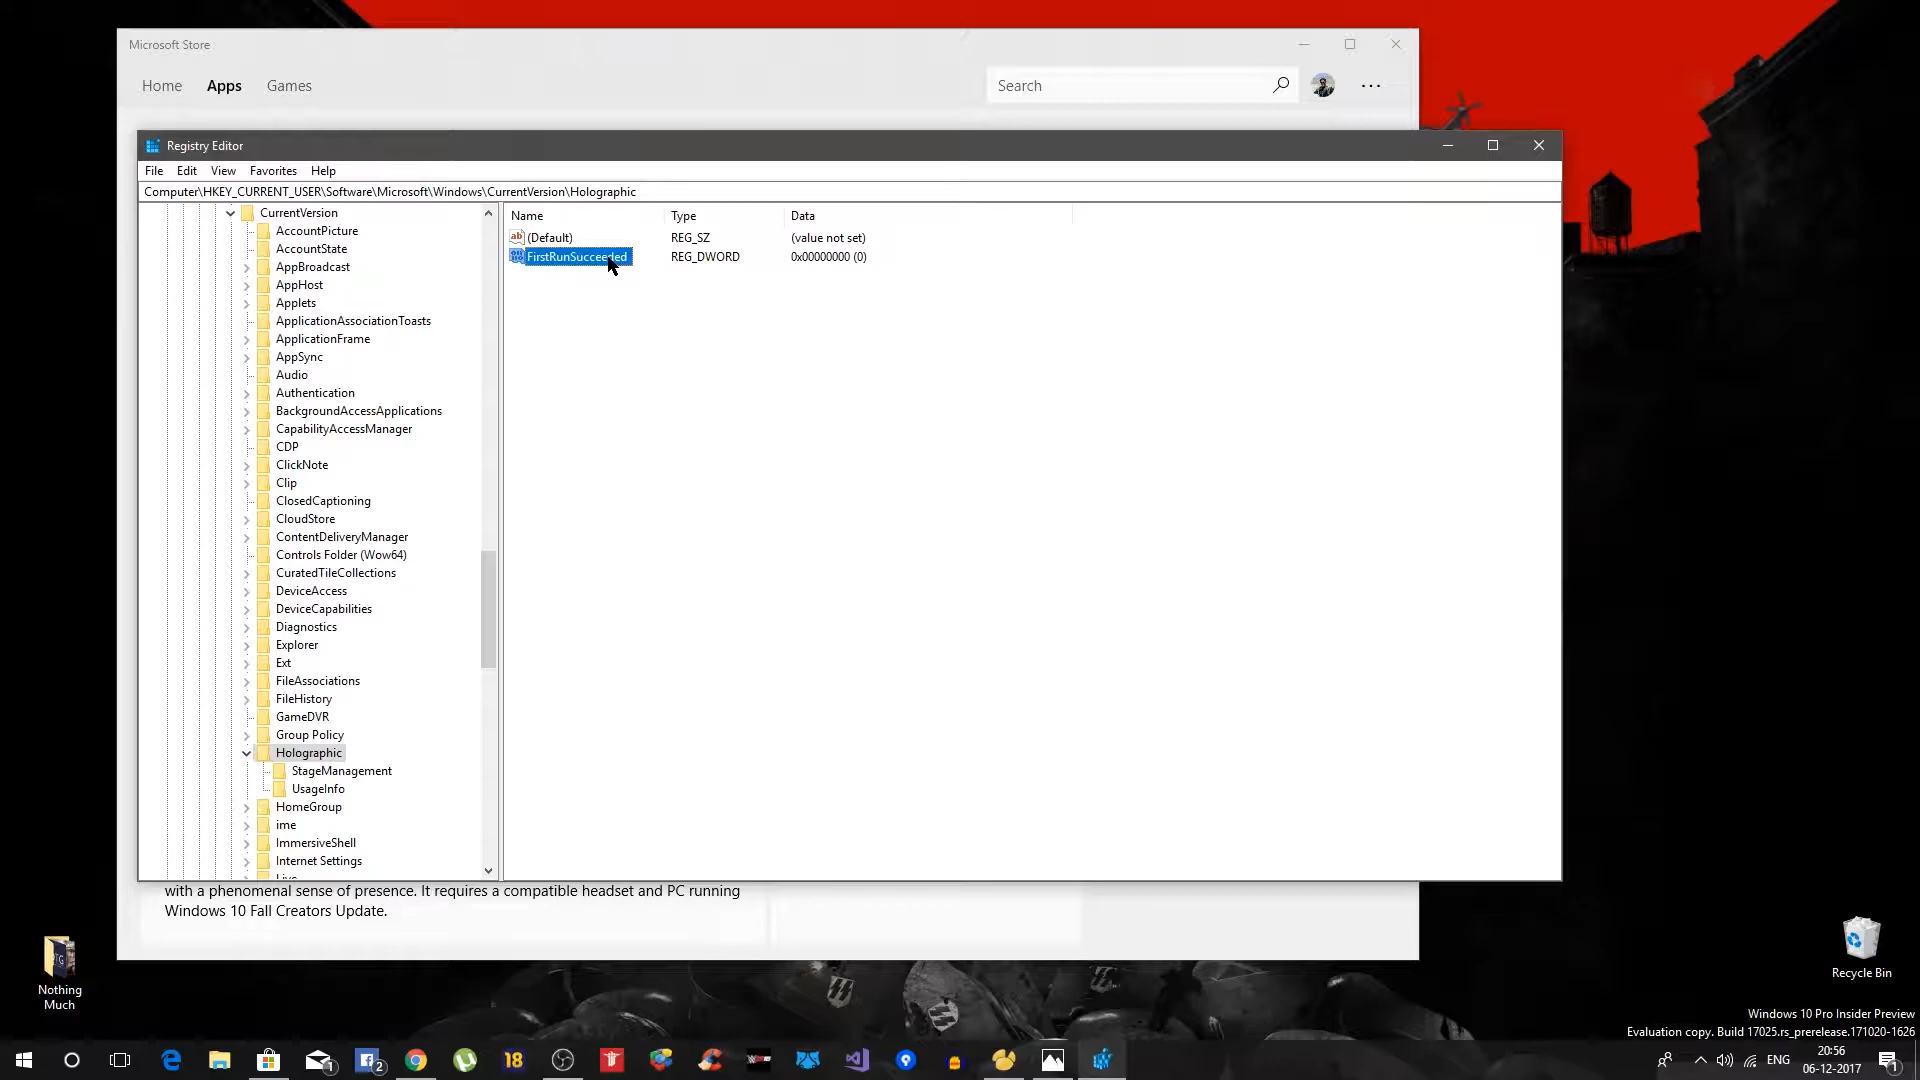 Microsoft Store
Home Apps Games
Search
Registry Editor
File Edit View Favorites Help
Computer\HKEY_CURRENT_USER\Software\Microsoft\Windows\CurrentVersion\Holographic
CurrentVersion
AccountPicture
AccountState
AppBroadcast
AppHost
Applets
ApplicationAssociationToasts
ApplicationFrame
AppSync
Audio
Authentication
BackgroundAccessApplications
CapabilityAccessManager
CDP
ClickNote
Clip
ClosedCaptioning
CloudStore
ContentDeliveryManager
Controls Folder (Wow64)
CuratedTileCollections
DeviceAccess
DeviceCapabilities
Diagnostics
Explorer
Ext
FileAssociations
FileHistory
GameDVR
Group Policy
Holographic
StageManagement
UsageInfo
HomeGroup
ime
ImmersiveShell
Internet Settings
Name Type Data
ab (Default) REG_SZ (value not set)
FirstRunSucceeded REG_DWORD 0x00000000 (0)
with a phenomenal sense of presence. It requires a compatible headset and PC running
Windows 10 Fall Creators Update.
Nothing
Much
Recycle Bin
Windows 10 Pro Insider Preview
Evaluation copy. Build 17025.rs_prerelease.171020-1626
1
2
18
ENG
20:56
06-12-2017
1